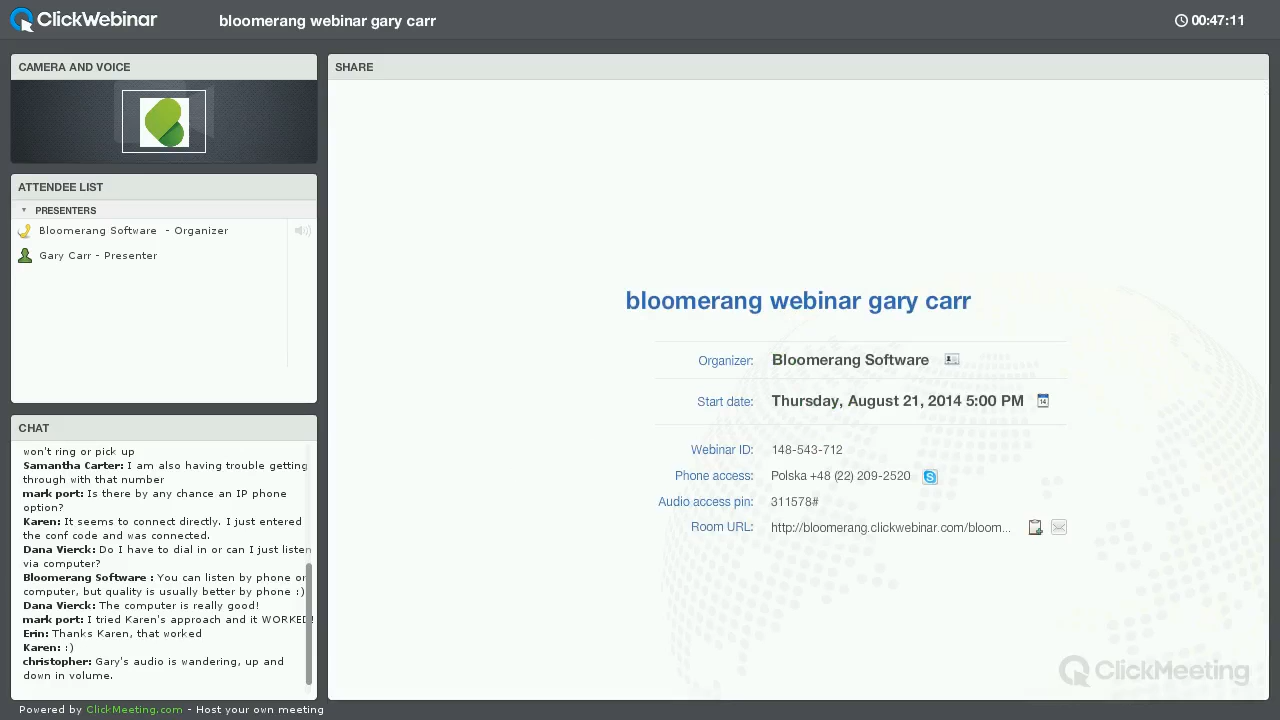 ClickWebinar
bloomerang webinar gary carr
00:47:11
CAMERA AND VOICE
ATTENDEE LIST
PRESENTERS
Bloomerang Software - Organizer
Gary Carr - Presenter
CHAT
won't ring or pick up
Samantha Carter: I am also having trouble getting
through with that number
mark port: Is there by any chance an IP phone
option?
Karen: It seems to connect directly. I just entered
the conf code and was connected.
Dana Vierck: Do I have to dial in or can I just listen
via computer?
Bloomerang Software : You can listen by phone or
computer, but quality is usually better by phone :)
Dana Vierck: The computer is really good!
mark port: I tried Karen's approach and it WORKED!
Erin: Thanks Karen, that worked
Karen: :)
christopher: Gary's audio is wandering, up and
down in volume.
SHARE
bloomerang webinar gary carr
Organizer: Bloomerang Software
Start date: Thursday, August 21, 2014 5:00 PM
14
Webinar ID: 148-543-712
Phone access: Polska +48 (22) 209-2520
Audio access pin: 311578#
Room URL: http://bloomerang.clickwebinar.com/bloom...
ClickMeeting
Powered by ClickMeeting.com - Host your own meeting